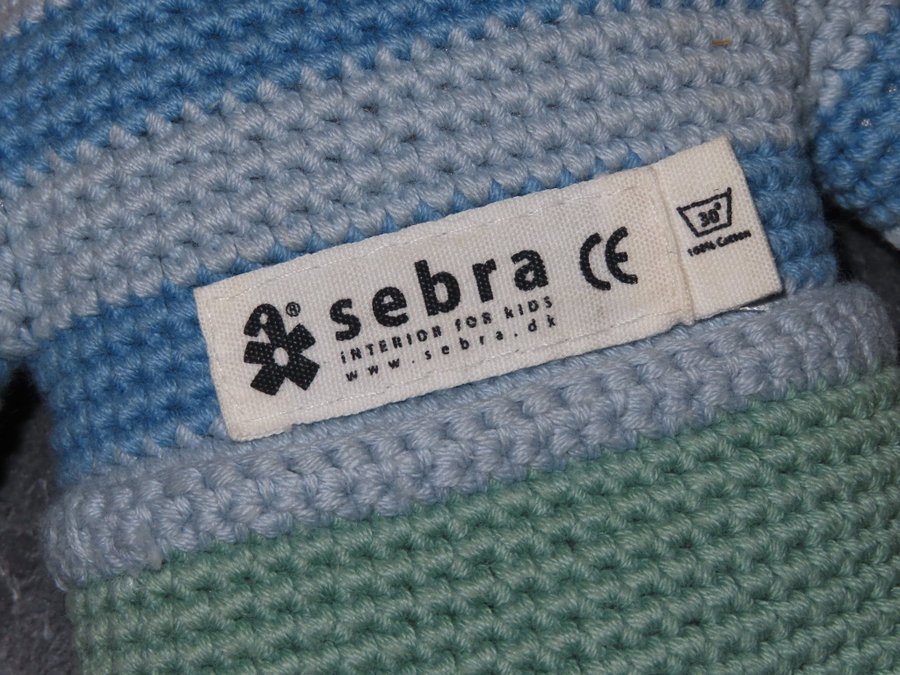 sebra
iNTERiOR fOR KiDS
www.sebra.dk
CE
30°
100% Cotton